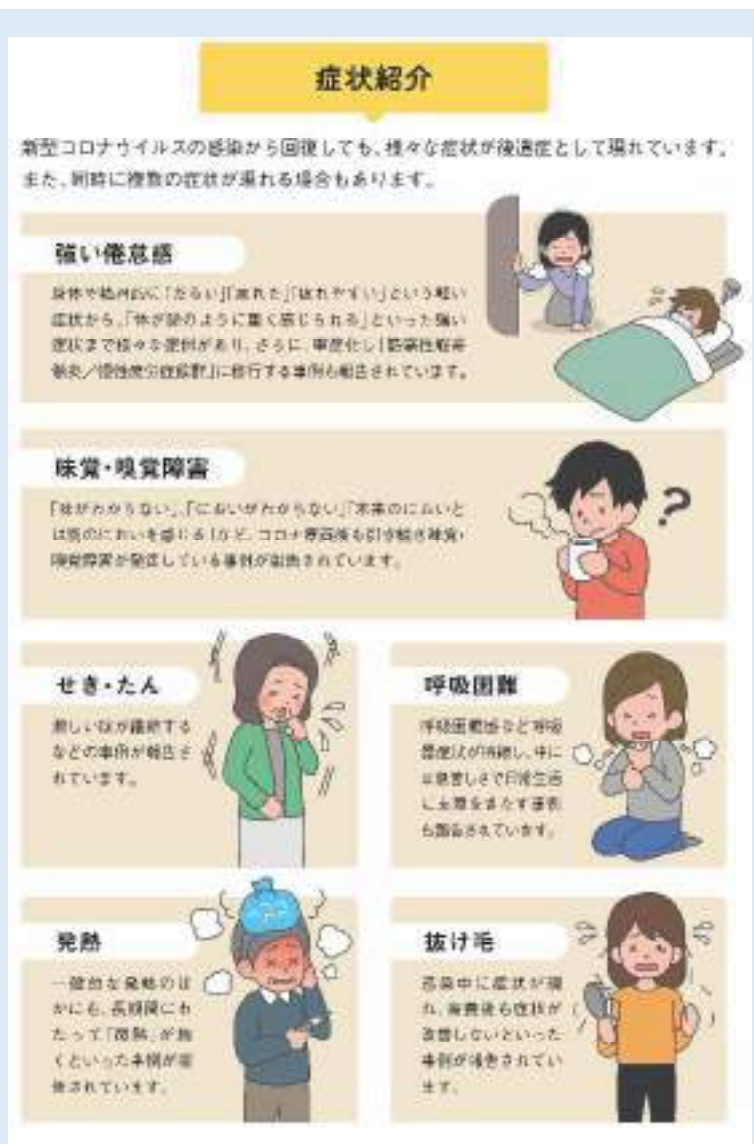 症状紹介
新型コロナウイルスの感染から回復しても、様々な症状が後遺症として現れています。
また、同時に複数の症状が現れる場合もあります。
強い倦怠感
身体や精神的に「だるい」「疲れた」「疲れやすい」という軽い
症状から、「体が鉛のように重く感じられる」といった強い
症状まで様々な症例があり、さらに、重症化し「筋痛性脳脊
髄炎/慢性疲労症候群」に移行する事例も報告されています。
味覚・嗅覚障害
「味がわからない」、「においがわからない」「本来のにおいと
は別のにおいを感じる」など、コロナ療養後も引き続き味覚・
嗅覚障害が発症している事例が報告されています。
せき・たん
激しい咳が継続する
などの事例が報告さ
れています。
呼吸困難
呼吸困難感など呼吸
器症状が持続し、中に
は息苦しさで日常生活
に支障をきたす事例
も報告されています。
発熱
一般的な発熱のほ
かにも、長期間にわ
たって「微熱」が続
くといった事例が報
告されています。
抜け毛
感染中に症状が現
れ、療養後も症状が
改善しないといった
事例が報告されてい
ます。